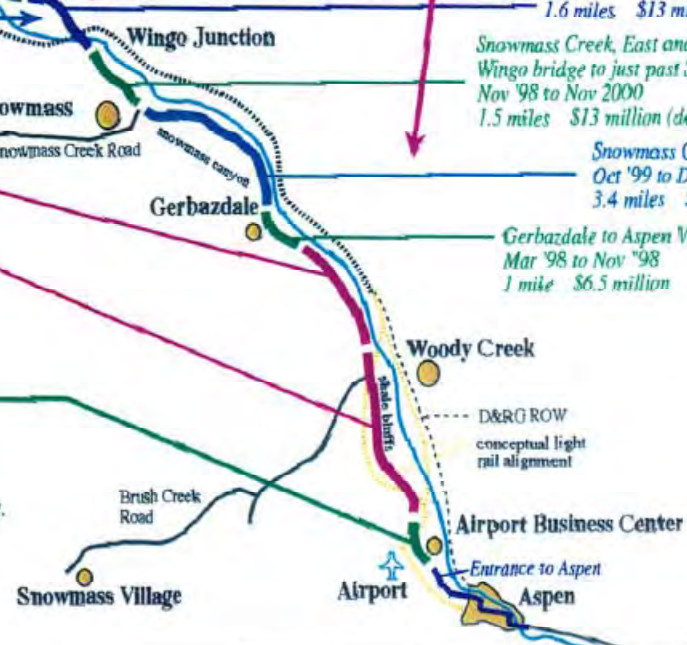 1.6 miles $13
Wingo Junction
Snowmass Creek, East and
Wingo bridge to just past
Nov '98 to Nov 2000
1.5 miles $13 million
Snowmass Creek Road
snowmass canyon
Snowmass
Oct '99 to
3.4 miles
Gerbazdale
Gerbazdale to Aspen
Mar '98 to Nov "98
1 mile $6.5 million
Woody Creek
shale bluffs
D&RG ROW
conceptual light
rail alignment
Brush Creek
Road
Airport Business Center
Entrance to Aspen
Airport
Aspen
Snowmass Village